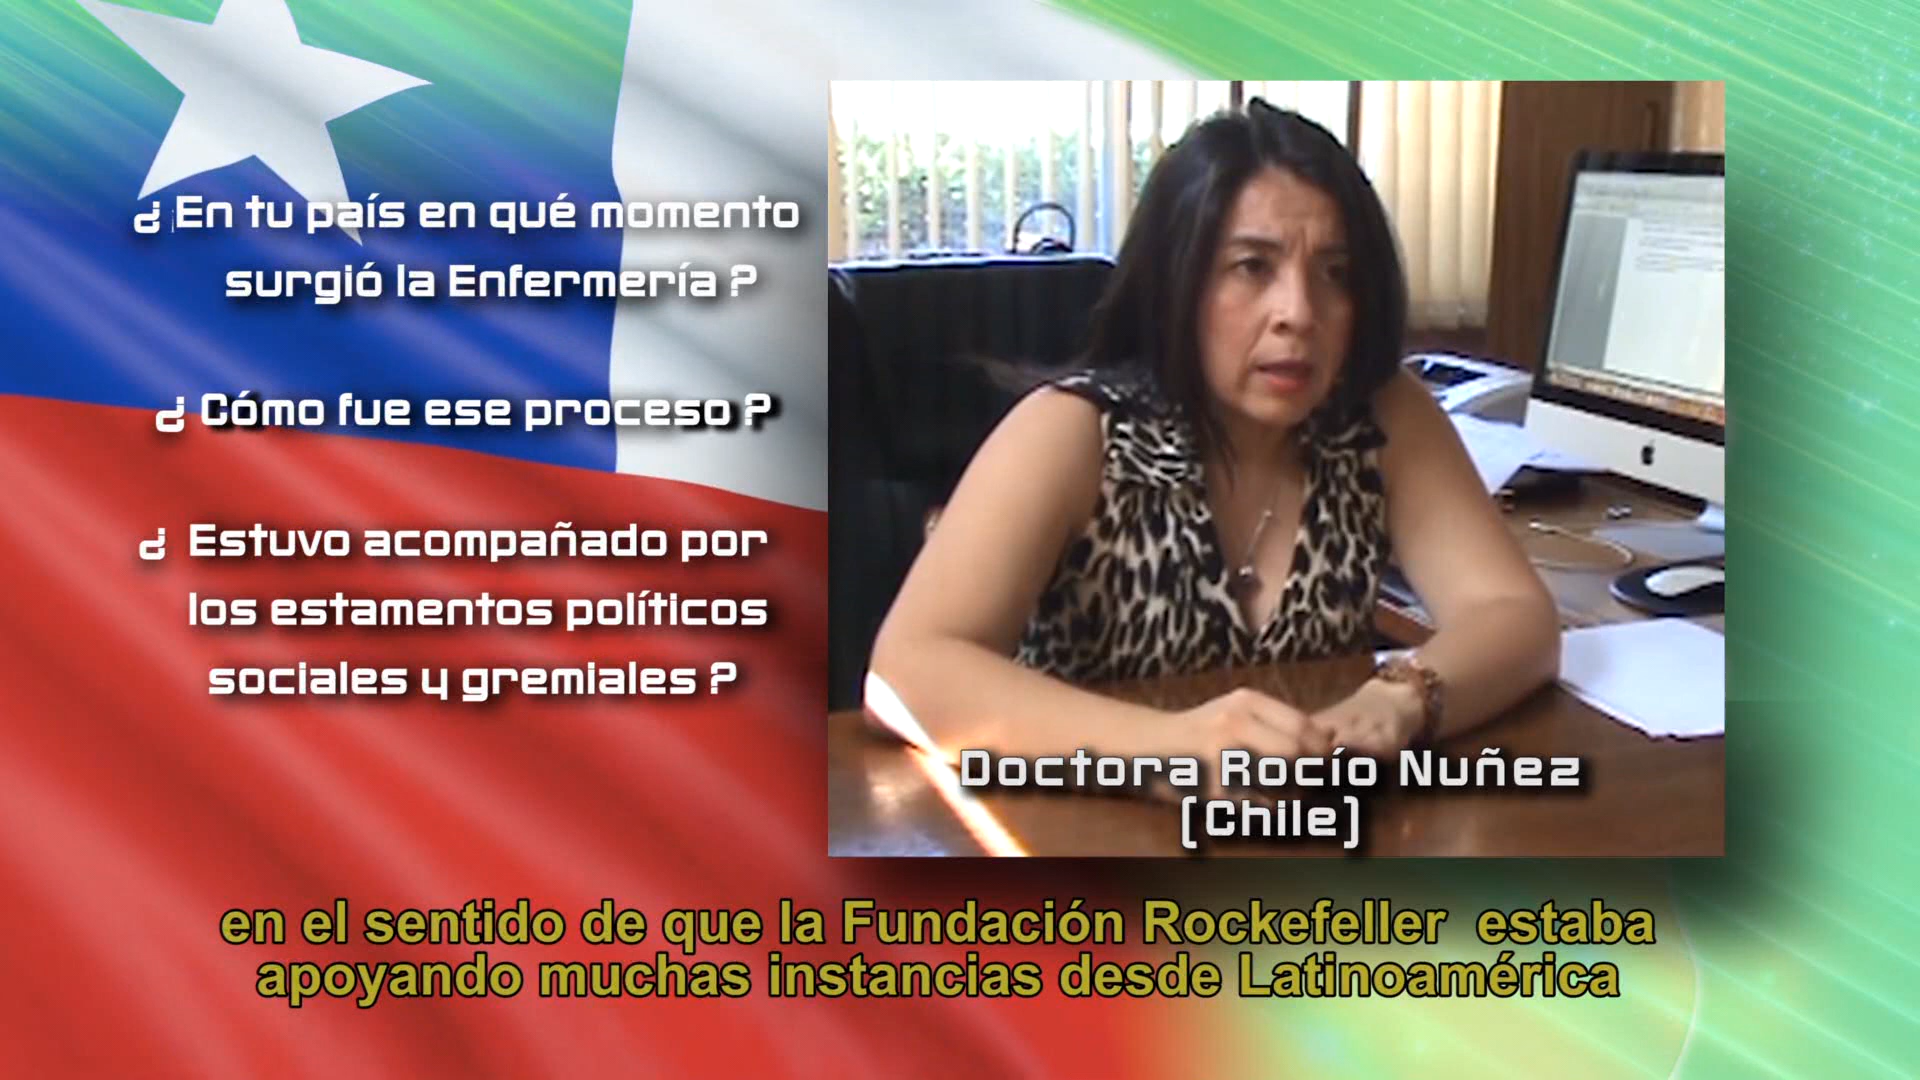 ¿ En tu país en qué momento
surgió la Enfermería ?
¿ Cómo fue ese proceso ?
¿ Estuvo acompañado por
los estamentos políticos
sociales y gremiales ?
Doctora Rocío Nuñez
(Chile)
en el sentido de que la Fundación Rockefeller estaba
apoyando muchas instancias desde Latinoamérica